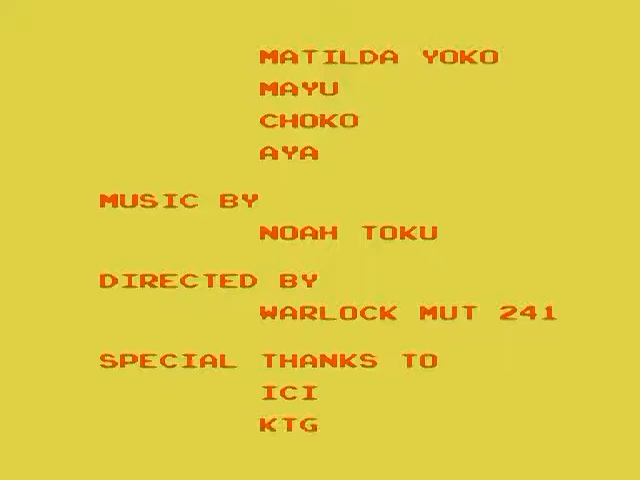 MATILDA YOKO
MAYU
CHOKO
AYA
MUSIC BY
NOAH TOKU
DIRECTED BY
WARLOCK MUT 241
SPECIAL THANKS TO
ICI
KTG